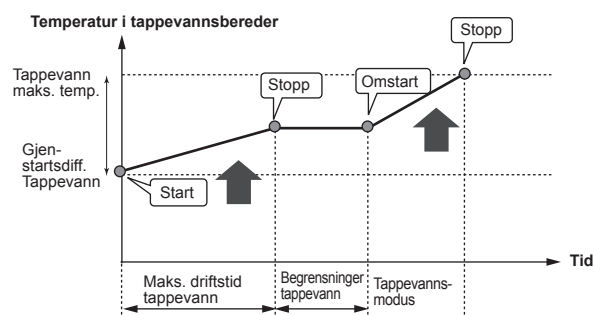 Temperatur i tappevannsbereder
Stopp
Tappevann
maks. temp.
Stopp
Omstart
Gjen-
startsdiff.
Tappevann
Start
Tid
Maks. driftstid
tappevann
Begrensninger
tappevann
Tappevanns-
modus